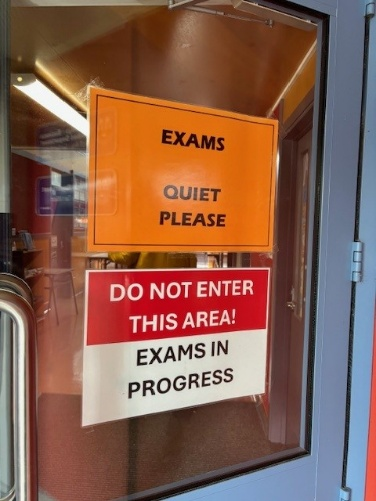 EXAMS
QUIET
PLEASE
DO NOT ENTER
THIS AREA!
EXAMS IN
PROGRESS